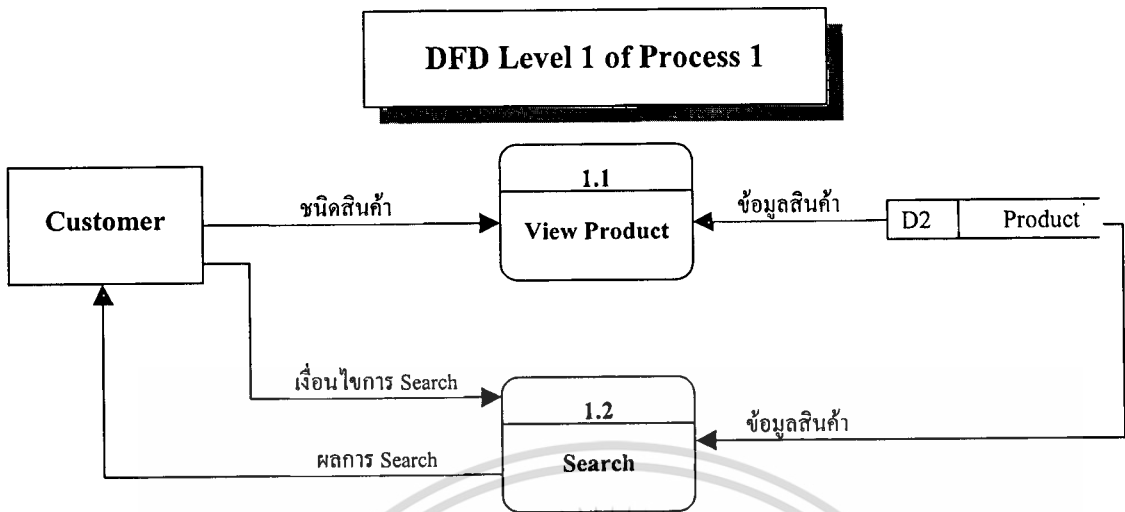 DFD Level 1 of Process 1
Customer
ชนิดสินค้า
1.1
View Product
ข้อมูลสินค้า
D2 Product
เงื่อนไขการ Search
1.2
Search
ข้อมูลสินค้า
ผลการ Search